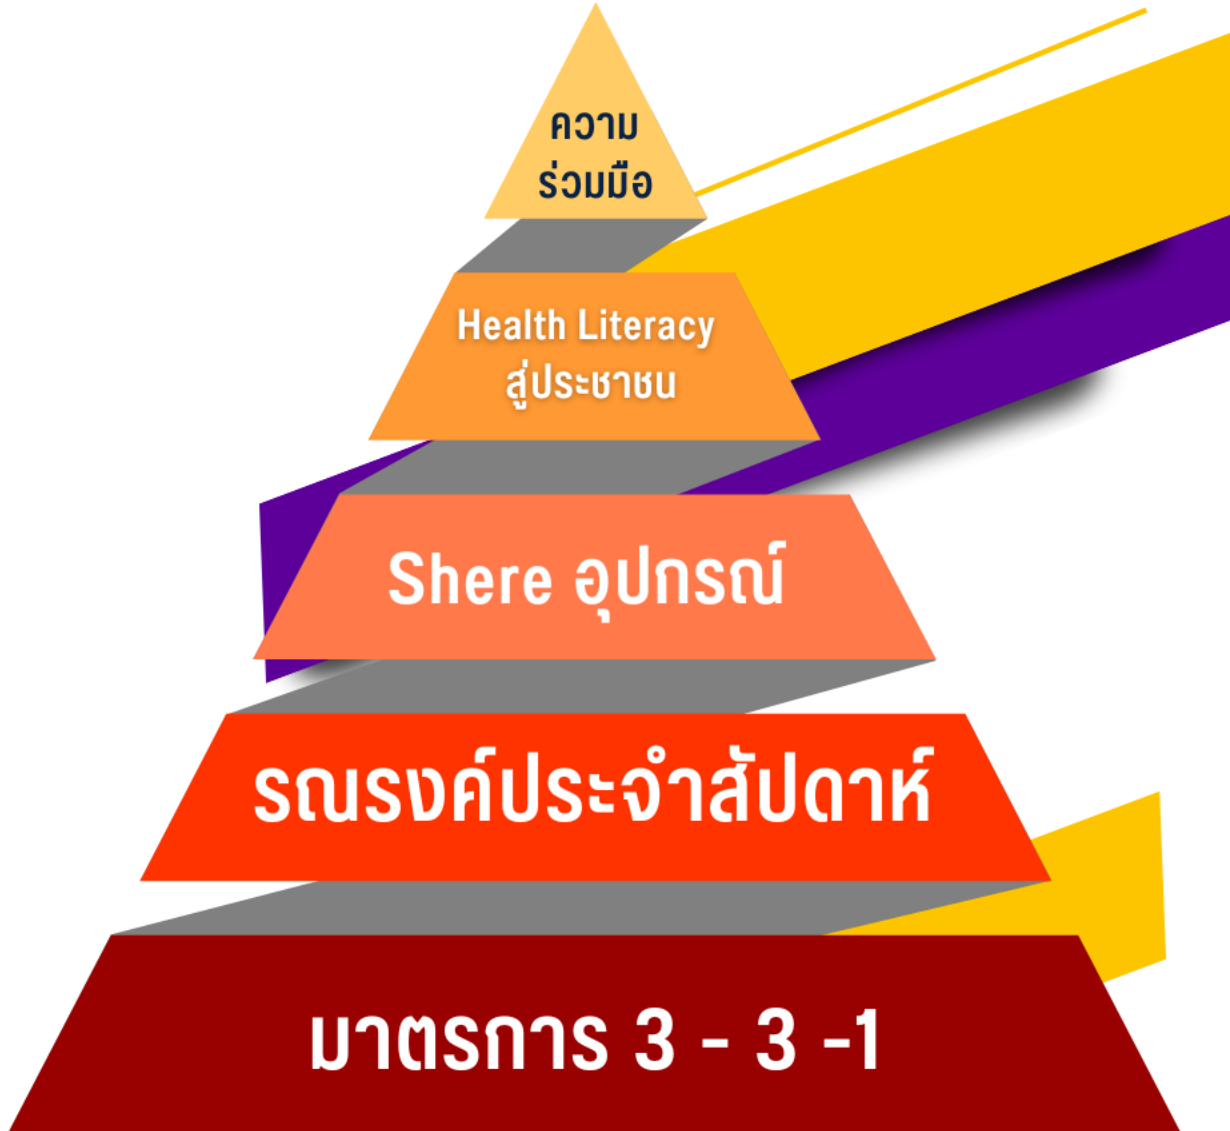 ความ
ร่วมมือ
Health Literacy
สู่ประชาชน
Shere อุปกรณ์
รณรงค์ประจำสัปดาห์
มาตรการ 3 - 3 -1